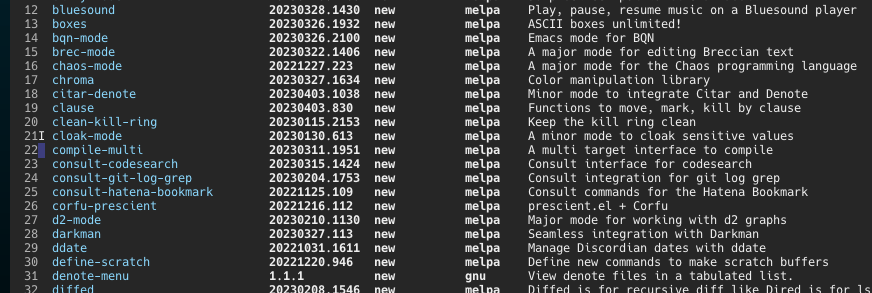 12 bluesound 20230328.1430 new melpa Play, pause, resume music on a Bluesound player
13 boxes 20230326.1932 new melpa ASCII boxes unlimited!
14 bqn-mode 20230326.2100 new melpa Emacs mode for BQN
15 brec-mode 20230322.1406 new melpa A major mode for editing Breccian text
16 chaos-mode 20221227.223 new melpa A major mode for the Chaos programming language
17 chroma 20230327.1634 new melpa Color manipulation library
18 citar-denote 20230403.1038 new melpa Minor mode to integrate Citar and Denote
19 clause 20230403.830 new melpa Functions to move, mark, kill by clause
20 clean-kill-ring 20230115.2153 new melpa Keep the kill ring clean
21 cloak-mode 20230130.613 new melpa A minor mode to cloak sensitive values
22 compile-multi 20230311.1951 new melpa A multi target interface to compile
23 consult-codesearch 20230315.1424 new melpa Consult interface for codesearch
24 consult-git-log-grep 20230204.1753 new melpa Consult integration for git log grep
25 consult-hatena-bookmark 20221125.109 new melpa Consult commands for the Hatena Bookmark
26 corfu-prescient 20221216.112 new melpa prescient.el + Corfu
27 d2-mode 20230210.1130 new melpa Major mode for working with d2 graphs
28 darkman 20230327.113 new melpa Seamless integration with Darkman
29 ddate 20221031.1611 new melpa Manage Discordian dates with ddate
30 define-scratch 20221220.946 new melpa Define new commands to make scratch buffers
31 denote-menu 1.1.1 new gnu View denote files in a tabulated list.
32 diffed 20230208.1546 new melpa Diffed is for recursive diff like Dired is for ls